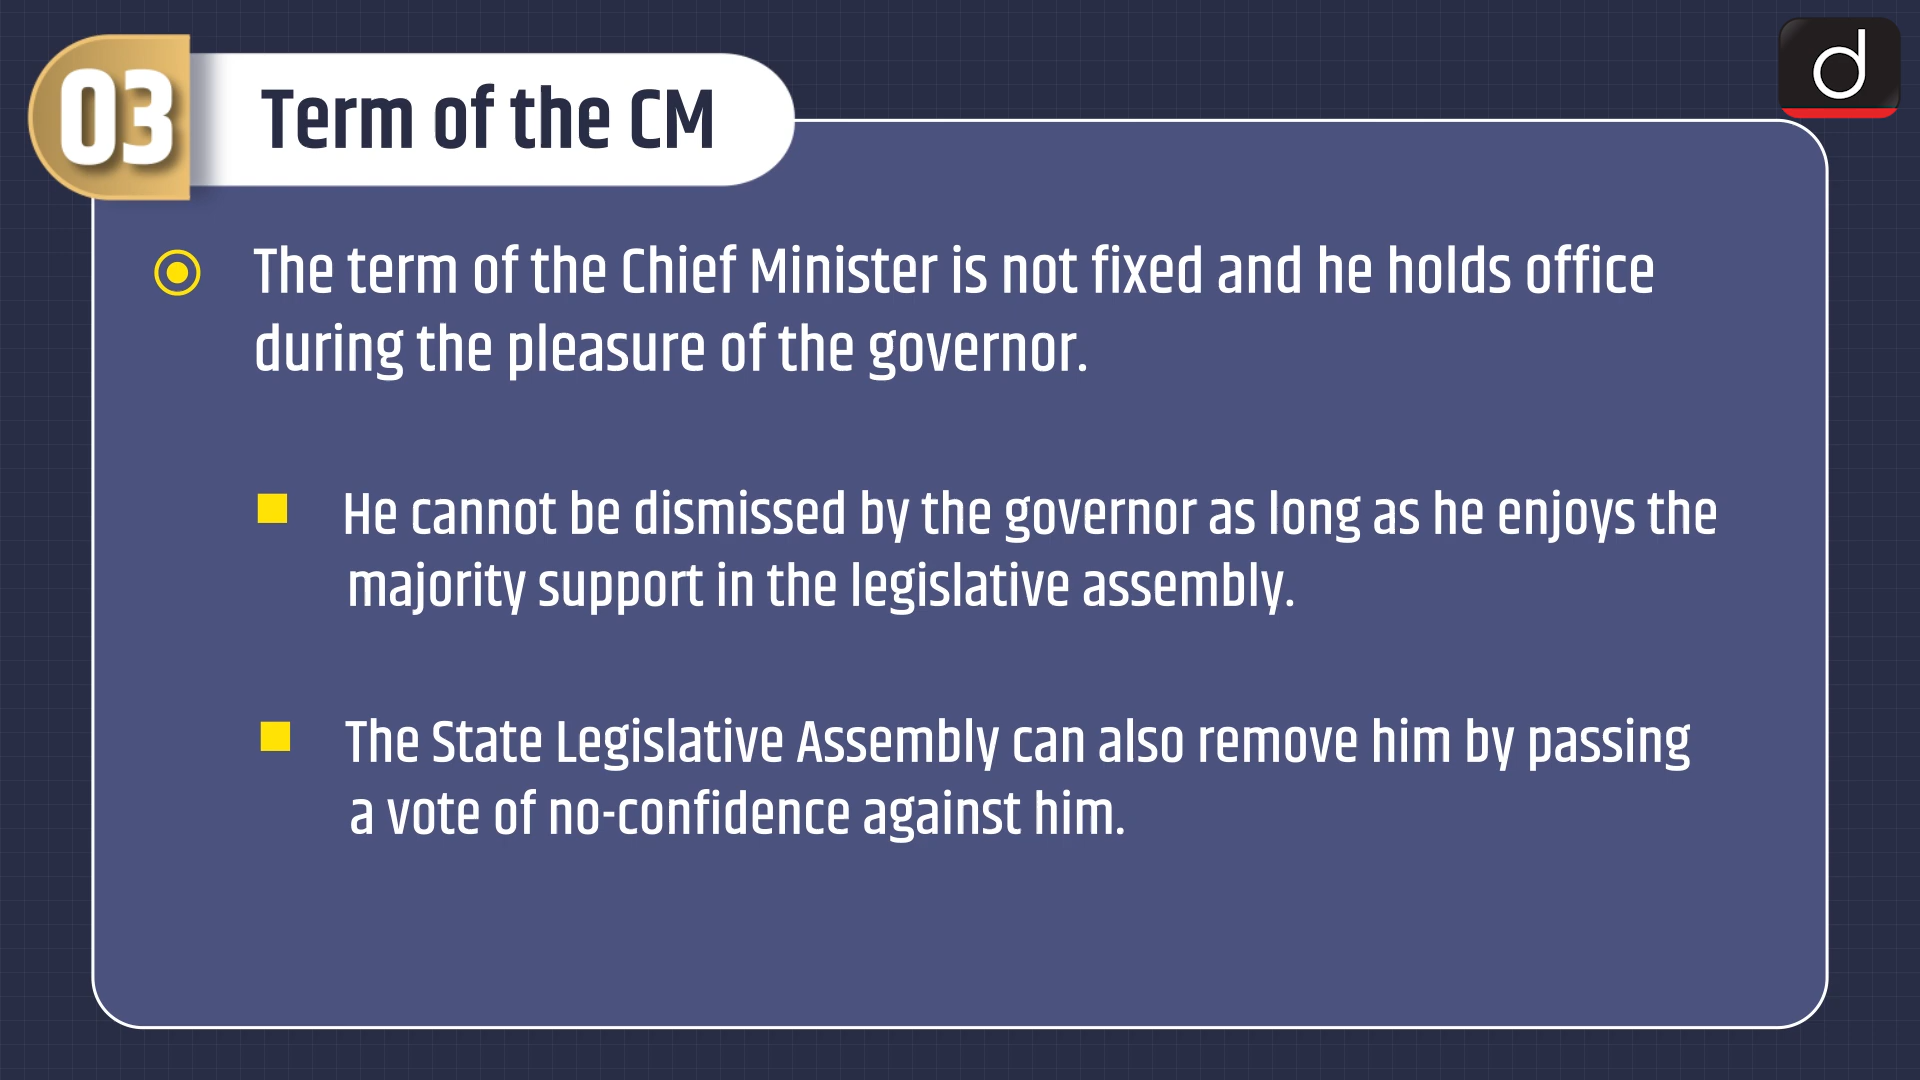 03
Term of the CM
d
The term of the Chief Minister is not fixed and he holds office
during the pleasure of the governor.
He cannot be dismissed by the governor as long as he enjoys the
majority support in the legislative assembly.
The State Legislative Assembly can also remove him by passing
a vote of no-confidence against him.